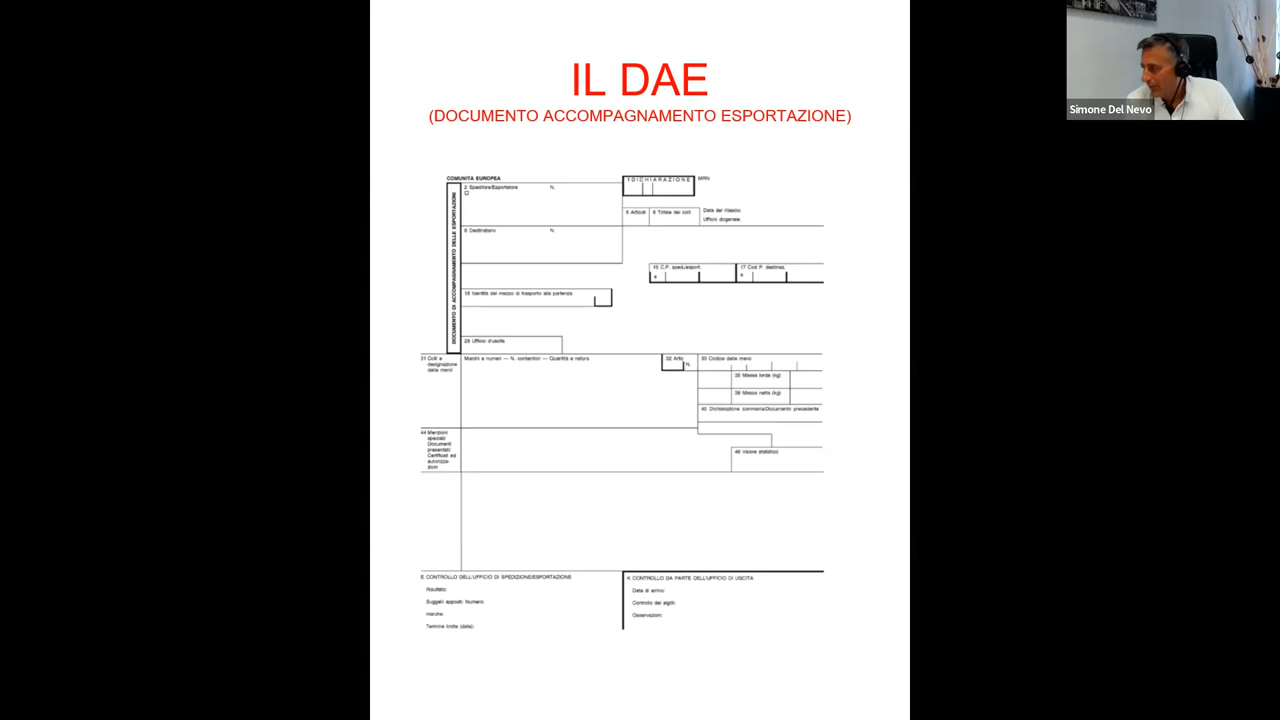 IL DAE
(DOCUMENTO ACCOMPAGNAMENTO ESPORTAZIONE)
Simone Del Nevo
COMUNITÀ EUROPEA
DOCUMENTO DI ACCOMPAGNAMENTO DELLE ESPORTAZIONI
2 Speditore/Esportatore N.
1 DICHIARAZIONE
MRN
5 Articoli
6 Totale dei colli
Data del rilascio:
Ufficio doganale:
8 Destinatario N.
15 C.P. sped./esport.
a
17 Cod P. destinaz.
a
18 Identità del mezzo di trasporto alla partenza
29 Ufficio d'uscita
31 Colli e
designazione
delle merci
Marchi e numeri — N. contenitori — Quantità e natura
32 Artic.
N.
33 Codice delle merci
35 Massa lorda (kg)
38 Massa netta (kg)
40 Dichiarazione sommaria/Documento precedente
44 Menzioni
speciali/
Documenti
presentati/
Certificati ed
autorizza-
zioni
46 Valore statistico
E CONTROLLO DELL'UFFICIO DI SPEDIZIONE/ESPORTAZIONE
Risultato:
Suggelli apposti: Numero:
marche:
Termine limite (data):
K CONTROLLO DA PARTE DELL'UFFICIO DI USCITA
Data di arrivo:
Controllo dei sigilli:
Osservazioni: